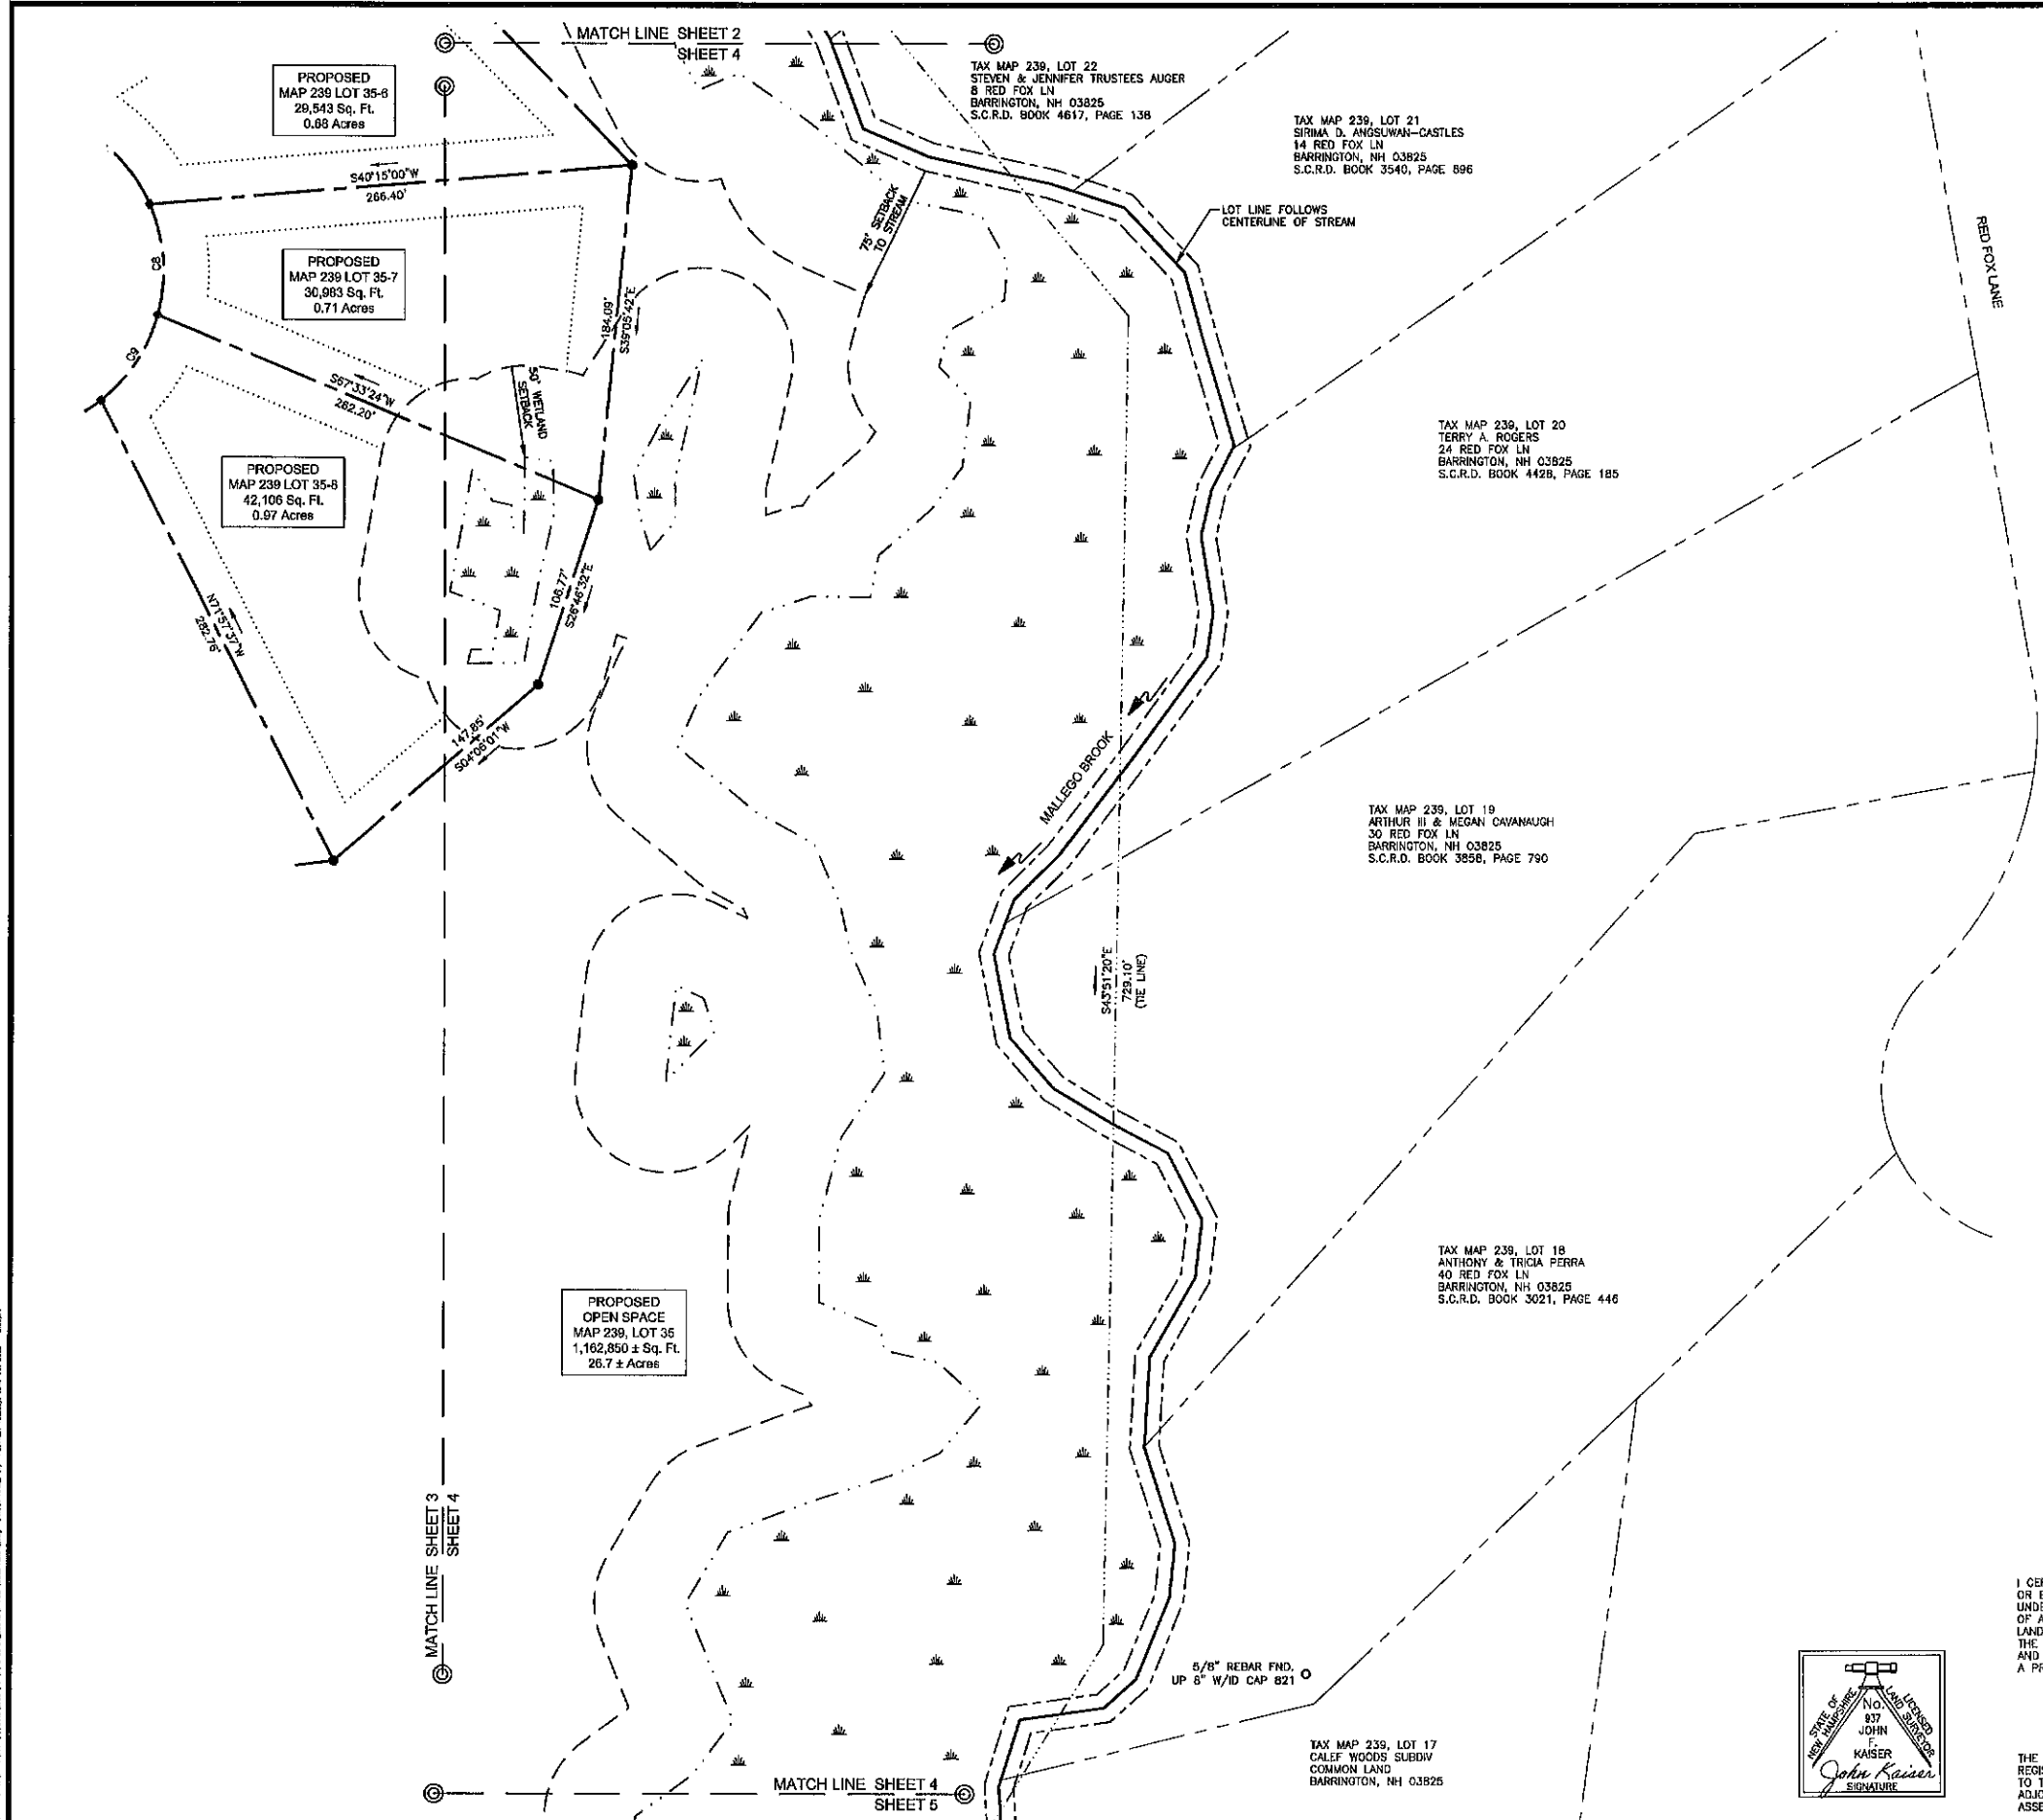 MATCH LINE SHEET 2
SHEET 4
PROPOSED
MAP 239 LOT 35-6
29,543 Sq. Ft.
0.68 Acres
TAX MAP 239, LOT 22
STEVEN & JENNIFER TRUSTEES AUGER
8 RED FOX LN
BARRINGTON, NH 03825
S.C.R.D. BOOK 4617, PAGE 138
TAX MAP 239, LOT 21
SIRIMA D. ANGSUWAN-CASTLES
14 RED FOX LN
BARRINGTON, NH 03825
S.C.R.D. BOOK 3540, PAGE 896
S40°15'00"W
266.40'
75' SETBACK
TO STREAM
LOT LINE FOLLOWS
CENTERLINE OF STREAM
RED FOX LANE
C8
PROPOSED
MAP 239 LOT 35-7
30,983 Sq. Ft.
0.71 Acres
184.09'
S39°05'42"E
C9
S67°33'24"W
262.20'
50' WETLAND
SETBACK
TAX MAP 239, LOT 20
TERRY A. ROGERS
24 RED FOX LN
BARRINGTON, NH 03825
S.C.R.D. BOOK 4428, PAGE 185
PROPOSED
MAP 239 LOT 35-8
42,106 Sq. Ft.
0.97 Acres
106.77'
S26°46'32"E
N71°57'37"W
282.76'
147.85'
S04°06'01"W
MALLEGO BROOK
TAX MAP 239, LOT 19
ARTHUR III & MEGAN CAVANAUGH
30 RED FOX LN
BARRINGTON, NH 03825
S.C.R.D. BOOK 3858, PAGE 790
S43°51'20"E
729.10'
(TIE LINE)
TAX MAP 239, LOT 18
ANTHONY & TRICIA PERRA
40 RED FOX LN
BARRINGTON, NH 03825
S.C.R.D. BOOK 3021, PAGE 446
PROPOSED
OPEN SPACE
MAP 239, LOT 35
1,162,850 ± Sq. Ft.
26.7 ± Acres
MATCH LINE SHEET 3
SHEET 4
5/8" REBAR FND.
UP 8" W/ID CAP 821
TAX MAP 239, LOT 17
CALEF WOODS SUBDIV
COMMON LAND
BARRINGTON, NH 03825
MATCH LINE SHEET 4
SHEET 5
STATE OF
NEW HAMPSHIRE
LICENSED
LAND SURVEYOR
No.
937
JOHN
F.
KAISER
John Kaiser
SIGNATURE
I CE
OR
UND
OF A
LAND
THE
AND
A P
THE
REGI
TO T
ADJO
ASSE